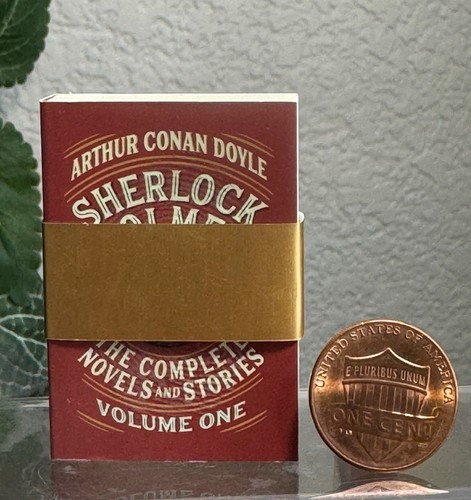 ARTHUR CONAN DOYLE
SHERLOCK
THE COMPLETE
NOVELS AND STORIES
VOLUME ONE
UNITED STATES OF AMERICA
E PLURIBUS UNUM
ONE CENT